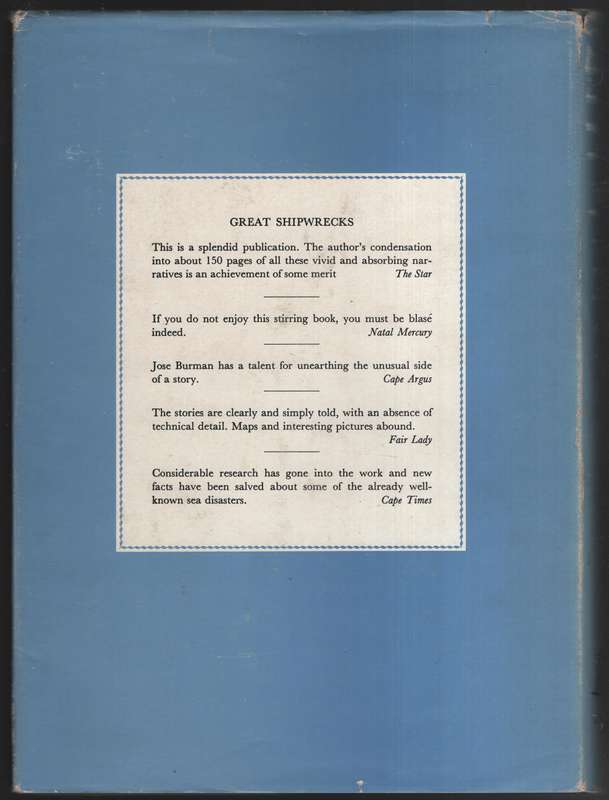 GREAT SHIPWRECKS
This is a splendid publication. The author's condensation
into about 150 pages of all these vivid and absorbing nar-
ratives is an achievement of some merit The Star
If you do not enjoy this stirring book, you must be blasé
indeed. Natal Mercury
Jose Burman has a talent for unearthing the unusual side
of a story. Cape Argus
The stories are clearly and simply told, with an absence of
technical detail. Maps and interesting pictures abound.
Fair Lady
Considerable research has gone into the work and new
facts have been salved about some of the already well-
known sea disasters. Cape Times